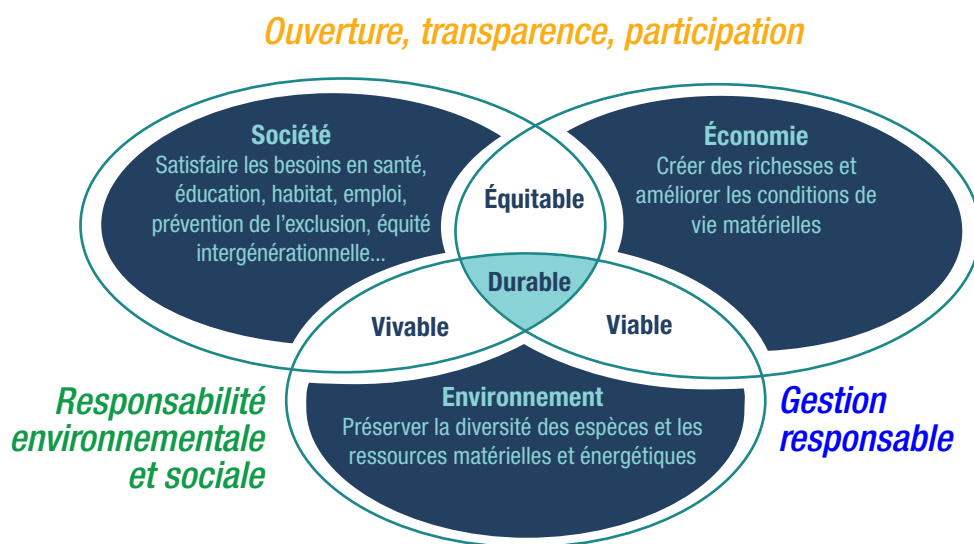 Ouverture, transparence, participation
Société
Satisfaire les besoins en santé,
éducation, habitat, emploi,
prévention de l’exclusion, équité
intergénérationnelle...
Économie
Créer des richesses et
améliorer les conditions de
vie matérielles
Équitable
Durable
Vivable
Viable
Environnement
Préserver la diversité des espèces et les
ressources matérielles et énergétiques
Responsabilité
environnementale
et sociale
Gestion
responsable